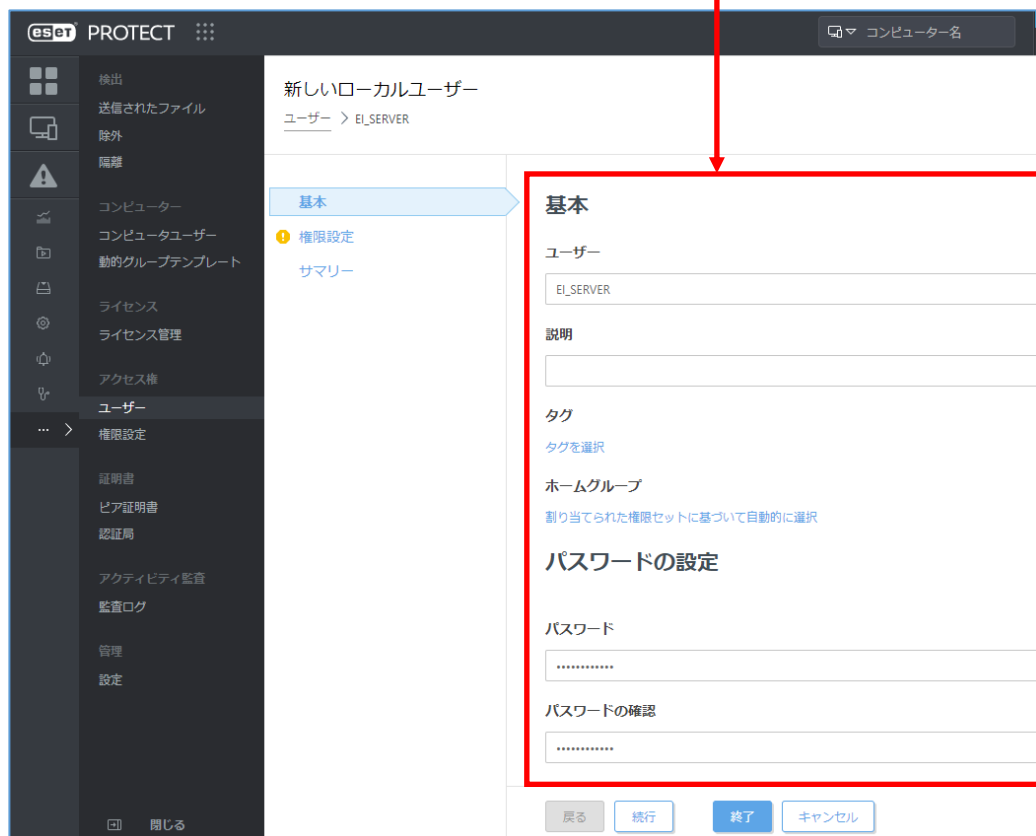 eset PROTECT
コンピューター名
検出
送信されたファイル
除外
隔離
コンピューター
コンピュータユーザー
動的グループテンプレート
ライセンス
ライセンス管理
アクセス権
ユーザー
権限設定
証明書
ピア証明書
認証局
アクティビティ監査
監査ログ
管理
設定
閉じる
新しいローカルユーザー
ユーザー > EI_SERVER
基本
権限設定
サマリー
基本
ユーザー
EI_SERVER
説明
タグ
タグを選択
ホームグループ
割り当てられた権限セットに基づいて自動的に選択
パスワードの設定
パスワード
••••••••••••
パスワードの確認
••••••••••••
戻る 続行 終了 キャンセル